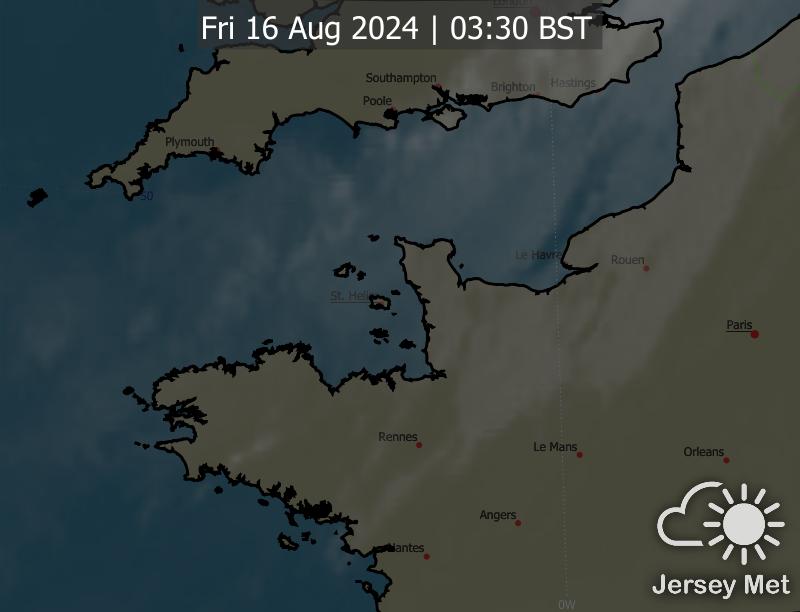 London
Fri 16 Aug 2024 | 03:30 BST
Southampton
Brighton
Hastings
Poole
Plymouth
50
Le Havre
Rouen
St. Helier
Paris
Rennes
Le Mans
Orleans
Angers
Nantes
Jersey Met
0W